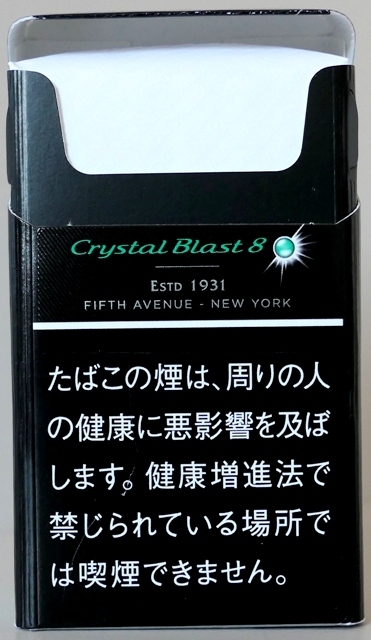 Crystal Blast 8
ESTD 1931
FIFTH AVENUE - NEW YORK
たばこの煙は、周りの人
の健康に悪影響を及ぼ
します。健康増進法で
禁じられている場所で
は喫煙できません。